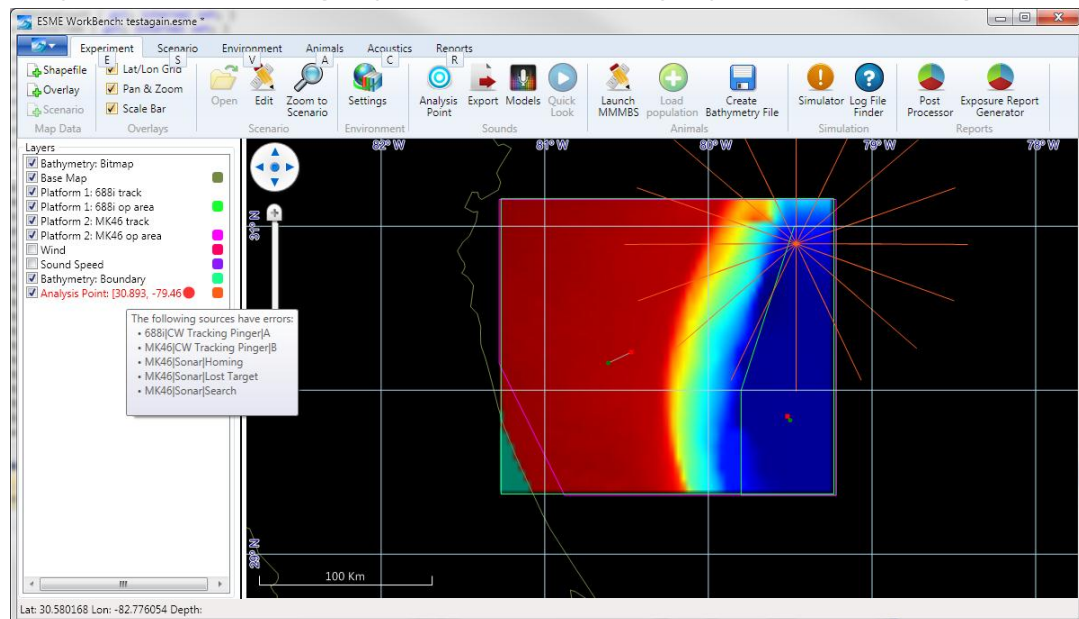 ESME WorkBench: testagain.esme *
Experiment Scenario Environment Animals Acoustics Reports
E S V A C R
Shapefile
Overlay
Scenario
Map Data
Lat/Lon Grid
Pan & Zoom
Scale Bar
Overlays
Open
Edit
Zoom to
Scenario
Scenario
Settings
Environment
Analysis
Point
Export
Models
Quick
Look
Sounds
Launch
MMMBS
Load
population
Create
Bathymetry File
Animals
Simulator
Log File
Finder
Simulation
Post
Processor
Exposure Report
Generator
Reports
Layers
Bathymetry: Bitmap
Base Map
Platform 1: 688i track
Platform 1: 688i op area
Platform 2: MK46 track
Platform 2: MK46 op area
Wind
Sound Speed
Bathymetry: Boundary
Analysis Point: [30.893, -79.46
The following sources have errors:
• 688i|CW Tracking Pinger|A
• MK46|CW Tracking Pinger|B
• MK46|Sonar|Homing
• MK46|Sonar|Lost Target
• MK46|Sonar|Search
82° W 81° W 80° W 79° W 78° W
31° N
29° N
100 Km
Lat: 30.580168 Lon: -82.776054 Depth: